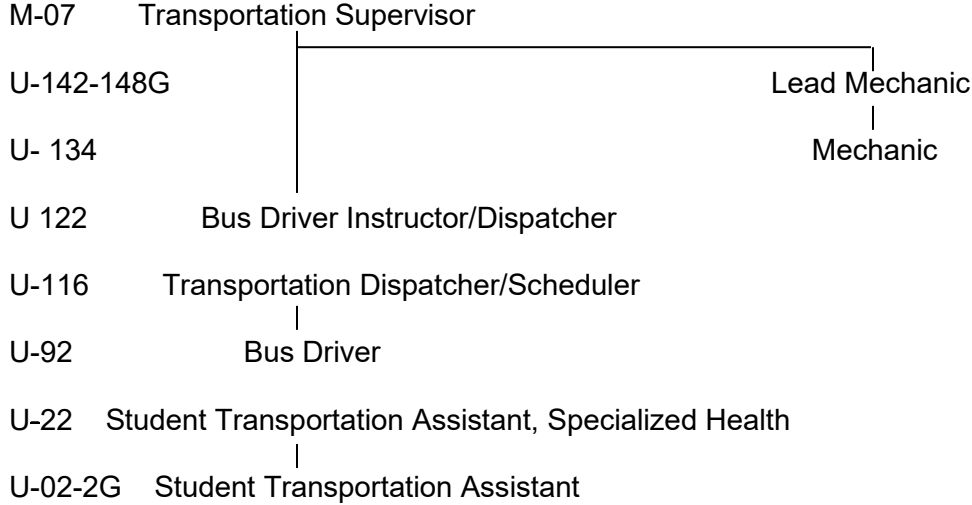 M-07 Transportation Supervisor
U-142-148G Lead Mechanic
U- 134 Mechanic
U 122 Bus Driver Instructor/Dispatcher
U-116 Transportation Dispatcher/Scheduler
U-92 Bus Driver
U-22 Student Transportation Assistant, Specialized Health
U-02-2G Student Transportation Assistant